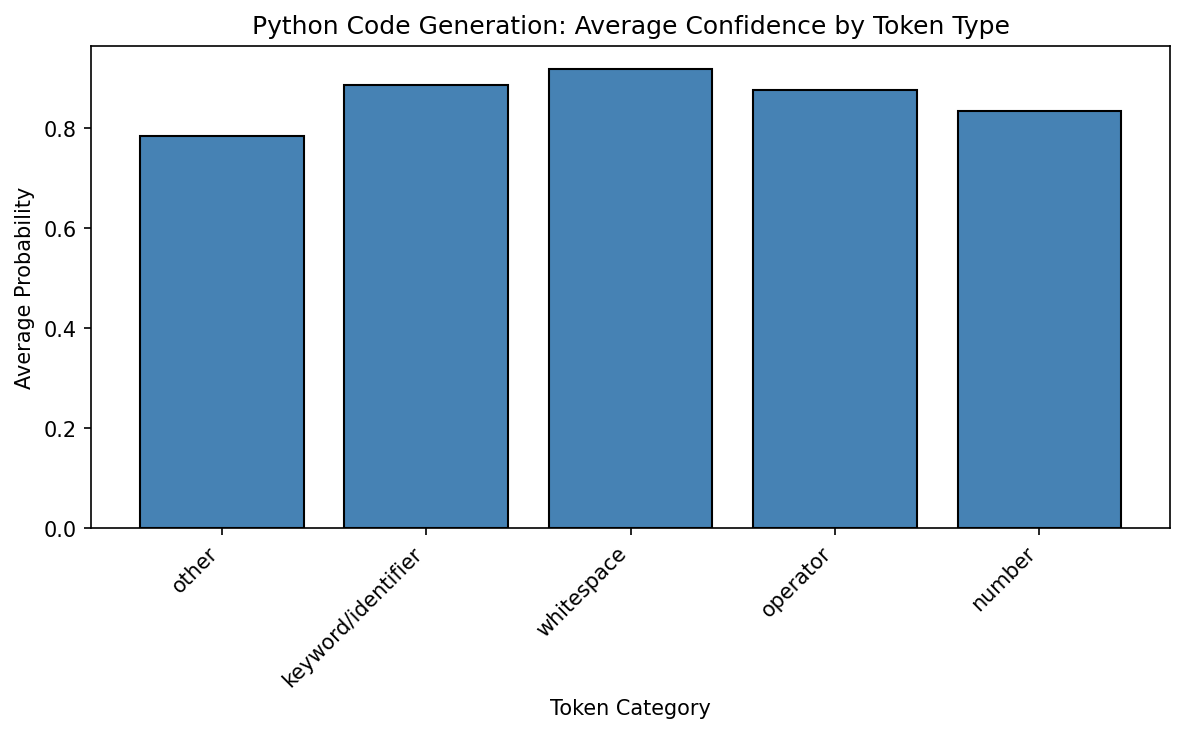 Python Code Generation: Average Confidence by Token Type
Average Probability
0.8
0.6
0.4
0.2
0.0
other
keyword/identifier
whitespace
operator
number
Token Category